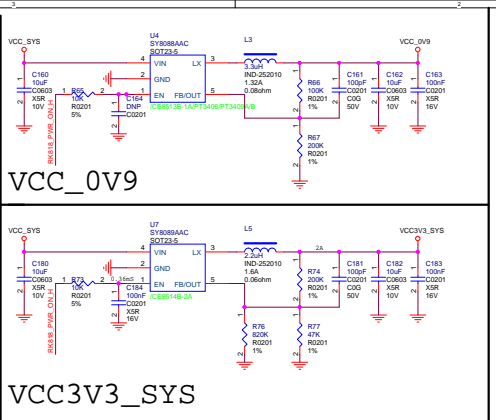 3
2
VCC_SYS
U4
SY8088AAC
SOT23-5
L3
VCC_0V9
4
VIN
LX
3
3.3uH
IND-252010
1.32A
0.08ohm
2
GND
1
EN
FB/OUT
5
/CE8513B-1A/PT3406/PT3409A/B
C160
10uF
C0603
X5R
10V
R65
10K
R0201
5%
C164
DNP
C0201
RK818_PWR_ON_H
R66
100K
R0201
1%
C161
100pF
C0201
C0G
50V
C162
10uF
C0603
X5R
10V
C163
100nF
C0201
X5R
16V
R67
200K
R0201
1%
VCC_0V9
VCC_SYS
U7
SY8089AAC
SOT23-5
L5
VCC3V3_SYS
4
VIN
LX
3
2.2uH
IND-252010
1.6A
0.06ohm
2A
2
GND
1
EN
FB/OUT
5
/CE8514B-2A
C180
10uF
C0603
X5R
10V
R73
10K
R0201
5%
0.36mS
C184
100nF
C0201
X5R
16V
RK818_PWR_ON_H
R74
200K
R0201
1%
C181
100pF
C0201
C0G
50V
C182
10uF
C0603
X5R
10V
C183
100nF
C0201
X5R
16V
R76
820K
R0201
1%
R77
47K
R0201
1%
VCC3V3_SYS